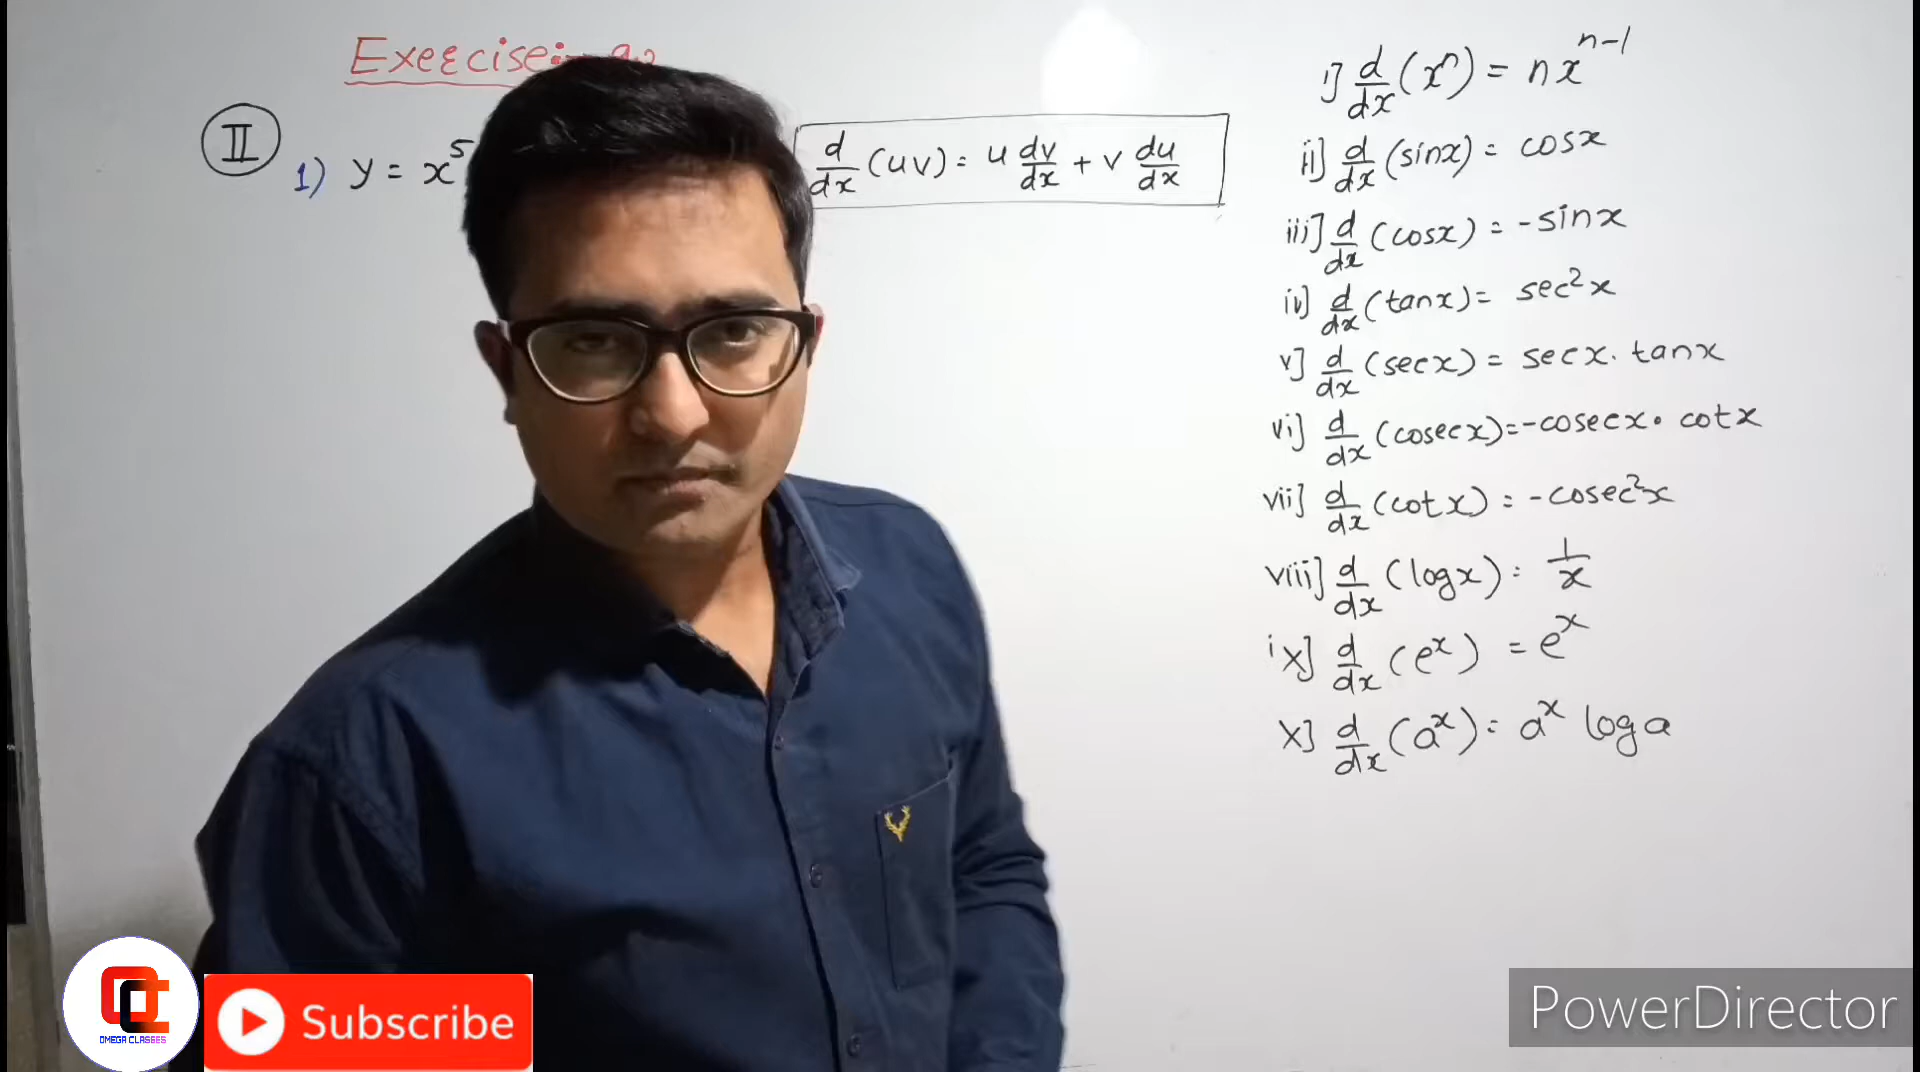 Exercise:-
II
1) y = x⁵
d/dx (uv) = u dv/dx + v du/dx
i] d/dx (xⁿ) = nxⁿ⁻¹
ii] d/dx (sinx) = cosx
iii] d/dx (cosx) = -sinx
iv] d/dx (tanx) = sec²x
v] d/dx (secx) = secx. tanx
vi] d/dx (cosecx) = -cosecx. cotx
vii] d/dx (cotx) = -cosec²x
viii] d/dx (logx) = 1/x
ix] d/dx (eˣ) = eˣ
x] d/dx (aˣ) = aˣ log a
OMEGA CLASSES
Subscribe
PowerDirector